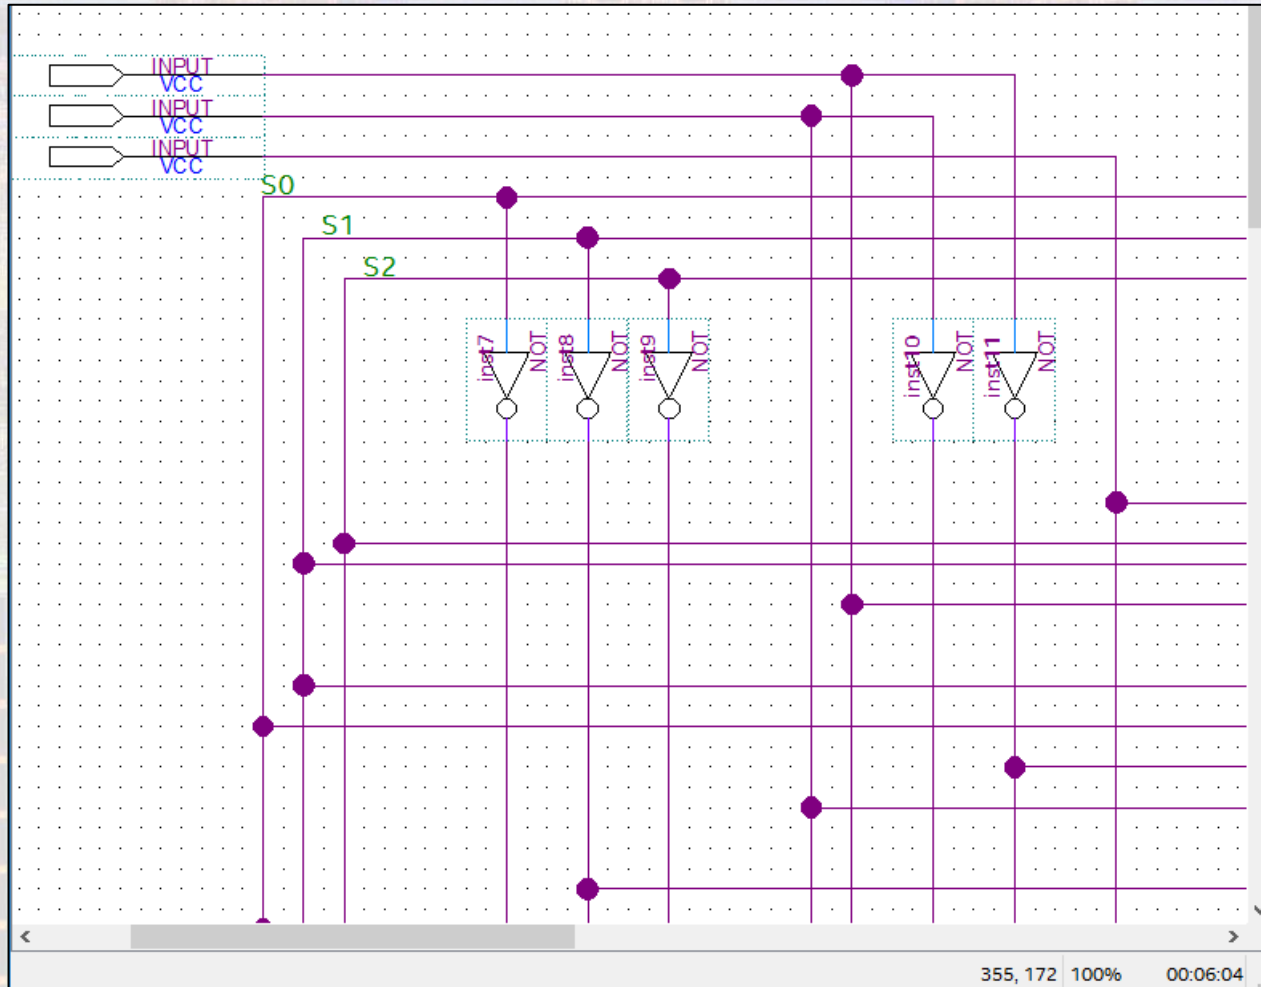 INPUT
VCC
INPUT
VCC
INPUT
VCC
S0
S1
S2
inst7
NOT
inst8
NOT
inst9
NOT
inst10
NOT
inst11
NOT
355, 172 100% 00:06:04